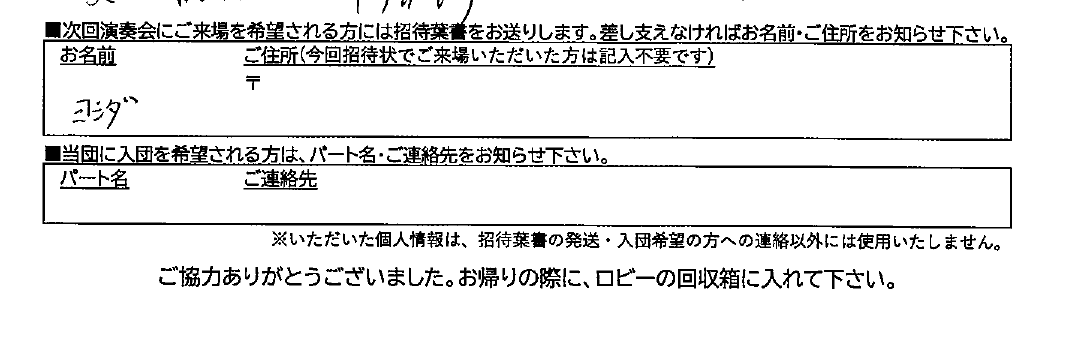 ■次回演奏会にご来場を希望される方には招待葉書をお送りします。差し支えなければお名前・ご住所をお知らせ下さい。
お名前 ご住所(今回招待状でご来場いただいた方は記入不要です)
〒
ヨシダ
■当団に入団を希望される方は、パート名・ご連絡先をお知らせ下さい。
パート名 ご連絡先
※いただいた個人情報は、招待葉書の発送・入団希望の方への連絡以外には使用いたしません。
ご協力ありがとうございました。お帰りの際に、ロビーの回収箱に入れて下さい。